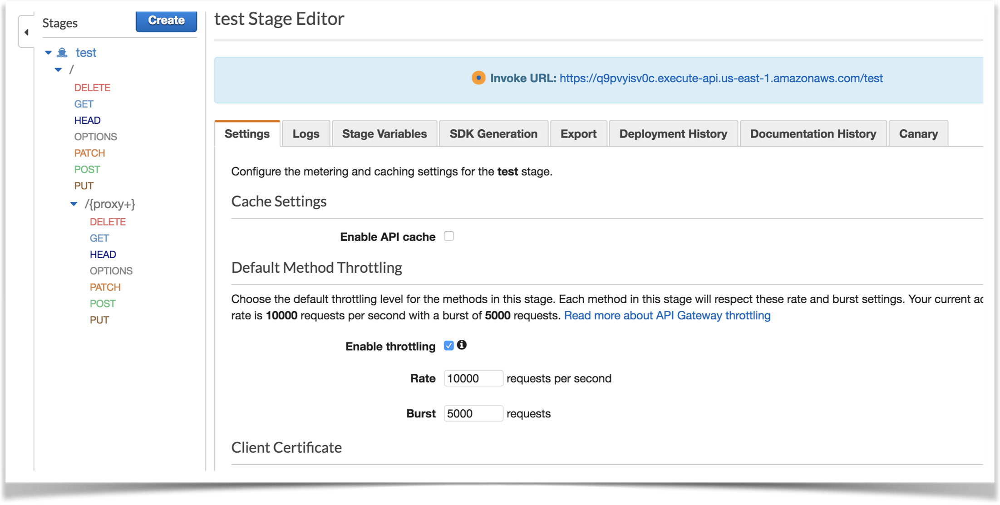 Stages
Create
test
/
DELETE
GET
HEAD
OPTIONS
PATCH
POST
PUT
/{proxy+}
DELETE
GET
HEAD
OPTIONS
PATCH
POST
PUT
test Stage Editor
Invoke URL: https://q9pvyisv0c.execute-api.us-east-1.amazonaws.com/test
Settings Logs Stage Variables SDK Generation Export Deployment History Documentation History Canary
Configure the metering and caching settings for the test stage.
Cache Settings
Enable API cache
Default Method Throttling
Choose the default throttling level for the methods in this stage. Each method in this stage will respect these rate and burst settings. Your current
rate is 10000 requests per second with a burst of 5000 requests. Read more about API Gateway throttling
Enable throttling
Rate 10000 requests per second
Burst 5000 requests
Client Certificate